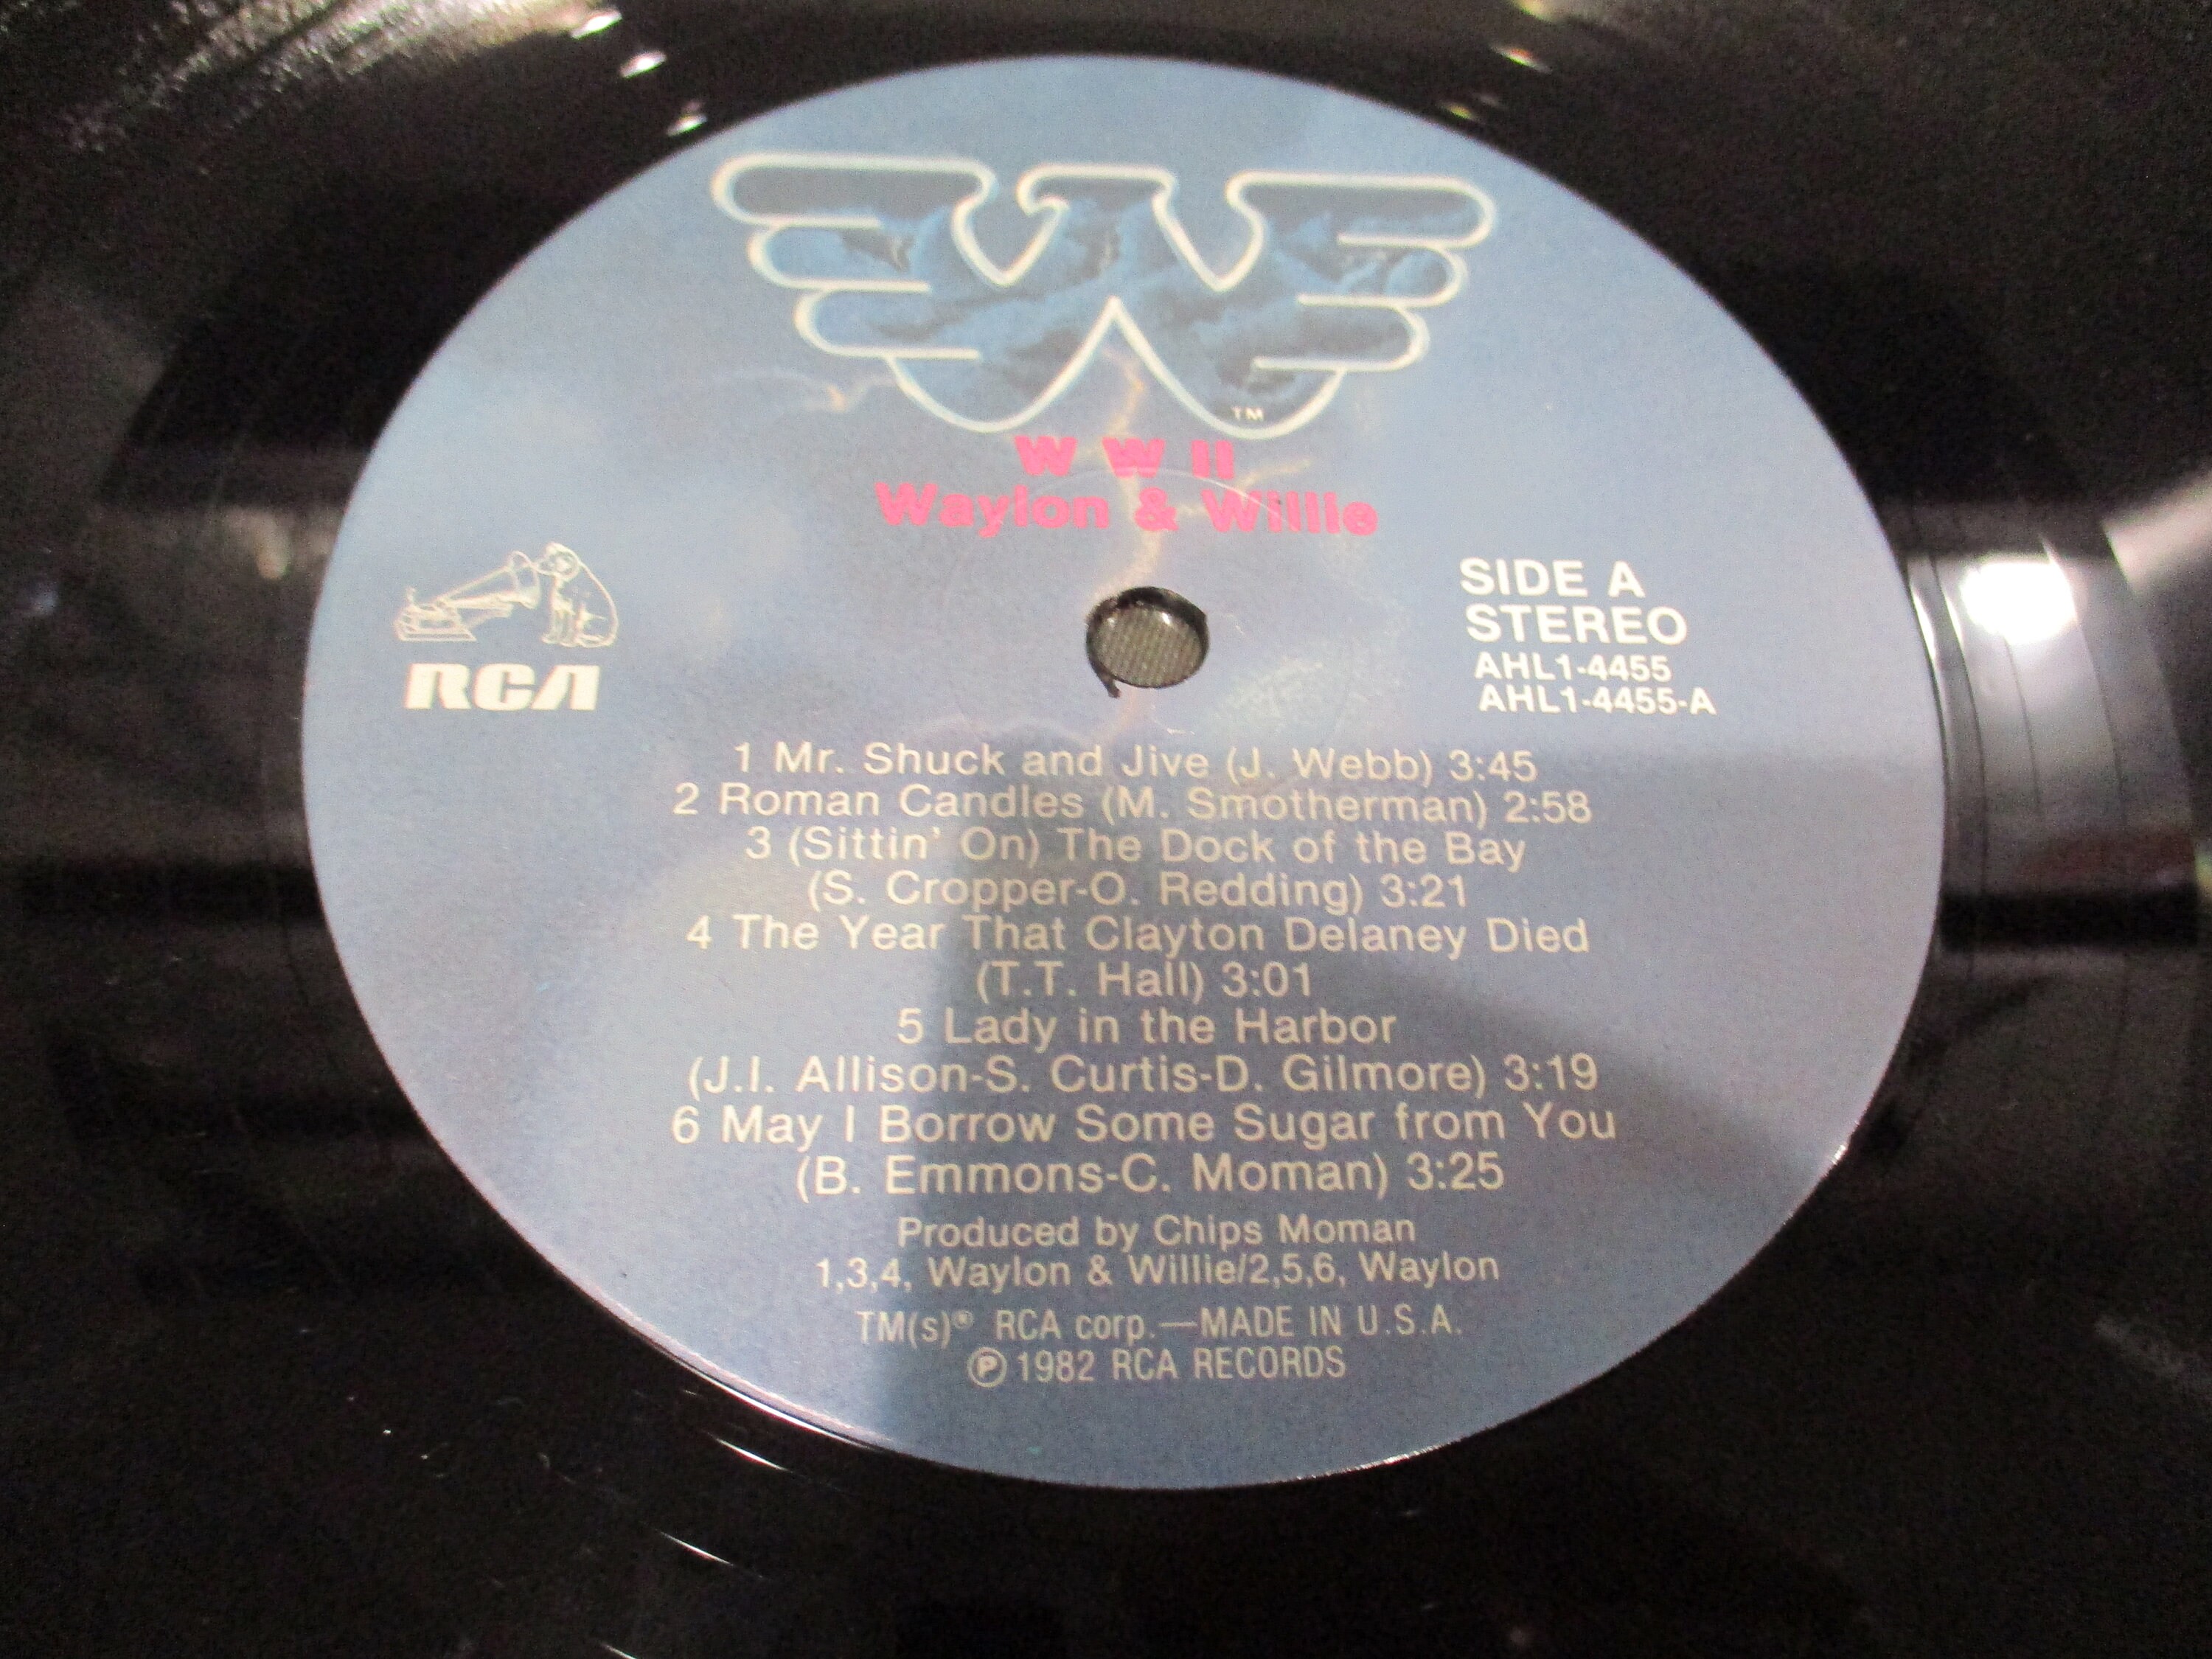 TM
W W II
Waylon & Willie
RCA
SIDE A
STEREO
AHL1-4455
AHL1-4455-A
1 Mr. Shuck and Jive (J. Webb) 3:45
2 Roman Candles (M. Smotherman) 2:58
3 (Sittin' On) The Dock of the Bay
(S. Cropper-O. Redding) 3:21
4 The Year That Clayton Delaney Died
(T.T. Hall) 3:01
5 Lady in the Harbor
(J.I. Allison-S. Curtis-D. Gilmore) 3:19
6 May I Borrow Some Sugar from You
(B. Emmons-C. Moman) 3:25
Produced by Chips Moman
1,3,4, Waylon & Willie/2,5,6, Waylon
TM(s)® RCA corp.—MADE IN U.S.A.
℗ 1982 RCA RECORDS